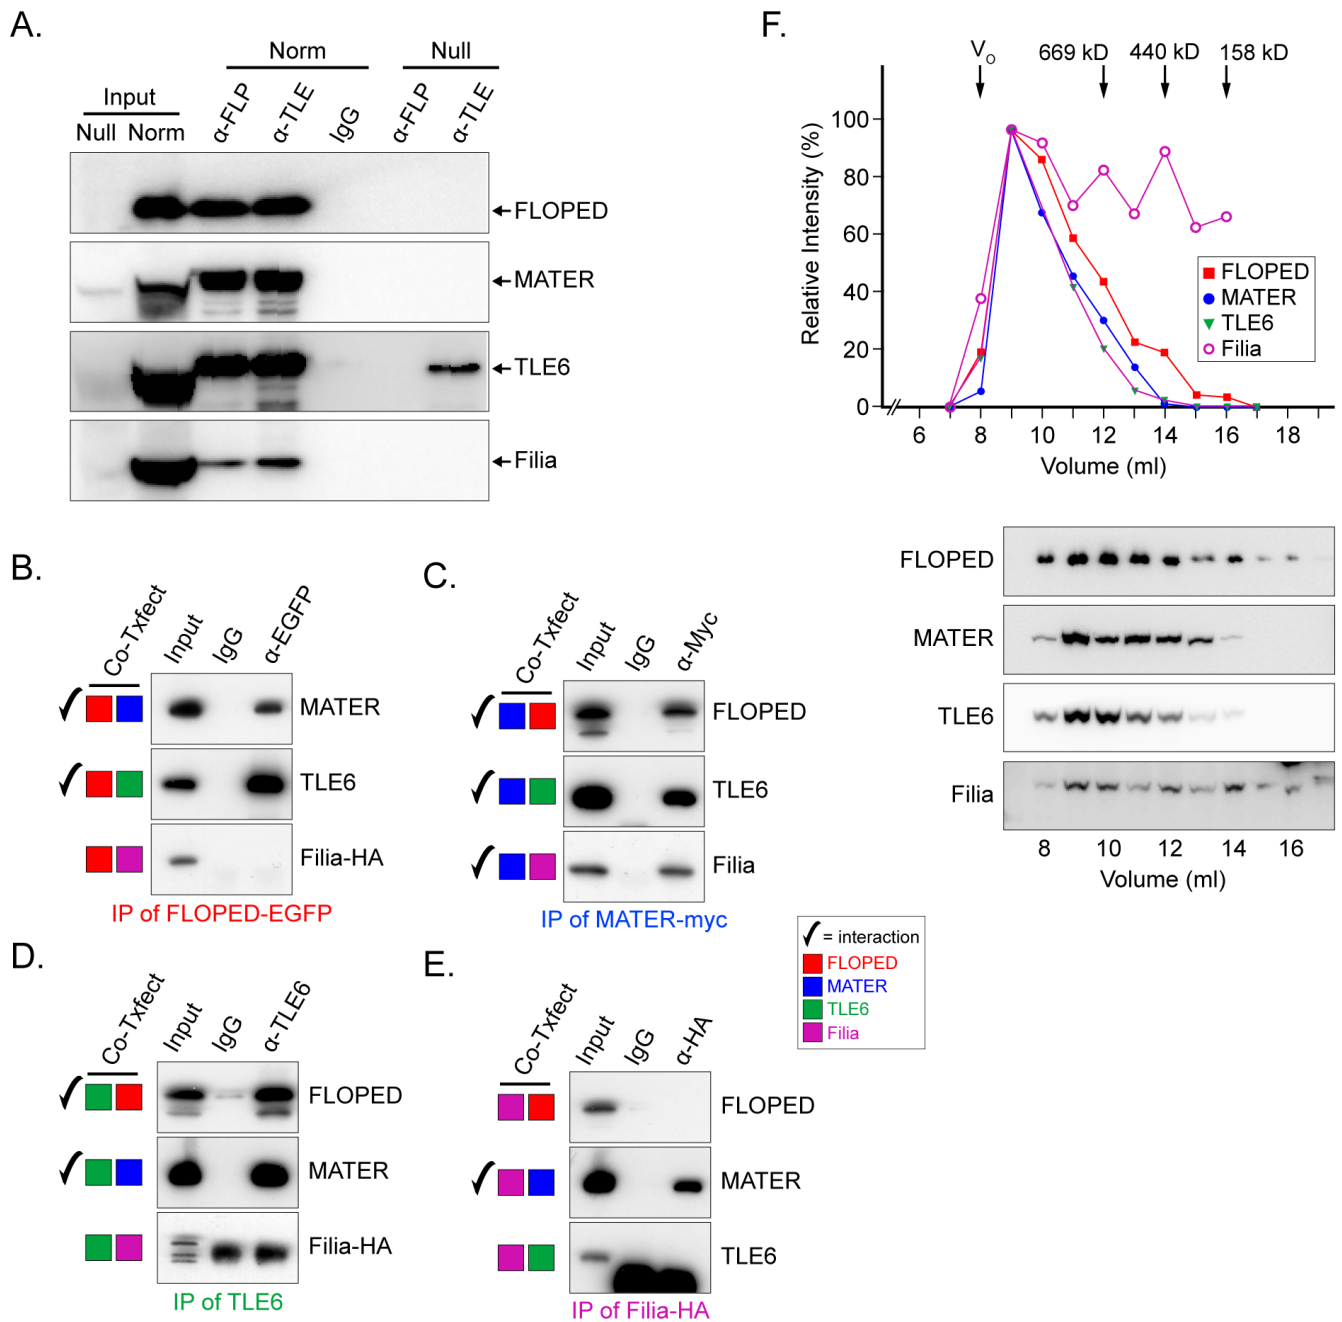 A.
Norm
Null
Input
Null Norm
α-FLP
α-TLE
IgG
α-FLP
α-TLE
FLOPED
MATER
TLE6
Filia
B.
Co-Txfect
Input
IgG
α-EGFP
MATER
TLE6
Filia-HA
IP of FLOPED-EGFP
C.
Co-Txfect
Input
IgG
α-Myc
FLOPED
TLE6
Filia
IP of MATER-myc
D.
Co-Txfect
Input
IgG
α-TLE6
FLOPED
MATER
Filia-HA
IP of TLE6
E.
Co-Txfect
Input
IgG
α-HA
FLOPED
MATER
TLE6
IP of Filia-HA
= interaction
FLOPED
MATER
TLE6
Filia
F.
VO 669 kD 440 kD 158 kD
Relative Intensity (%)
100
80
60
40
20
0
FLOPED
MATER
TLE6
Filia
6 8 10 12 14 16 18
Volume (ml)
FLOPED
MATER
TLE6
Filia
8 10 12 14 16
Volume (ml)